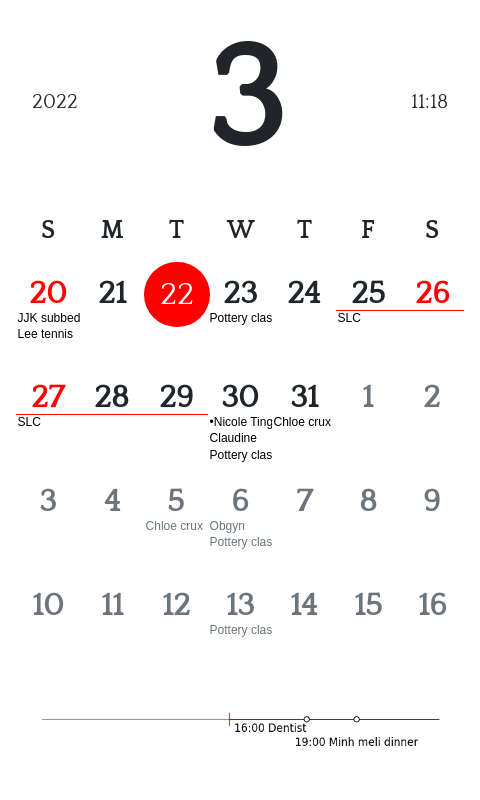 3
2022
11:18
S M T W T F S
20 21 22 23 24 25 26
JJK subbed Pottery clas SLC
Lee tennis
27 28 29 30 31 1 2
SLC •Nicole Ting Chloe crux
Claudine
Pottery clas
3 4 5 6 7 8 9
Chloe crux Obgyn
Pottery clas
10 11 12 13 14 15 16
Pottery clas
16:00 Dentist
19:00 Minh meli dinner